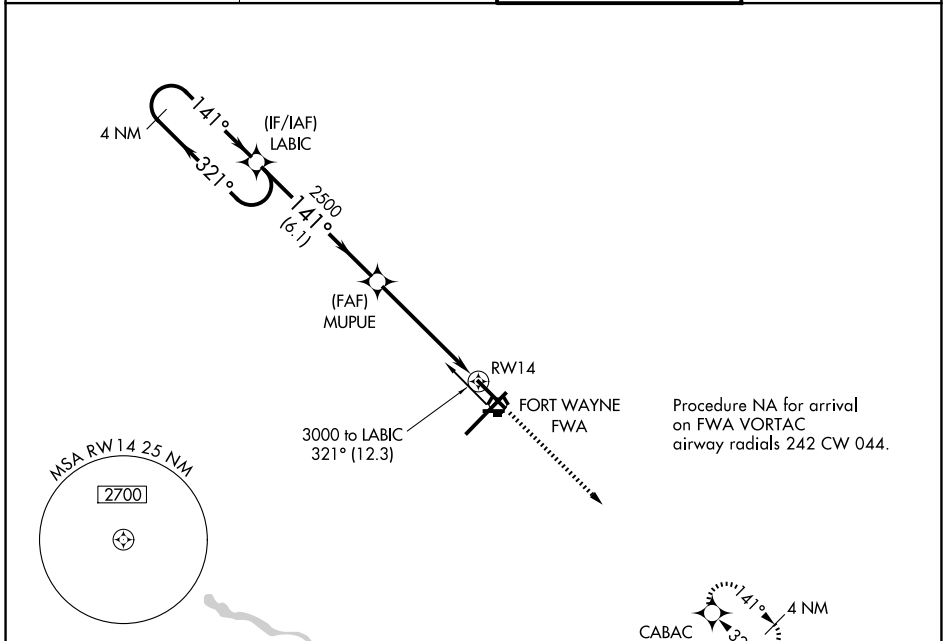 141°
4 NM
(IF/IAF)
LABIC
321°
2500
141°
(6.1)
(FAF)
MUPUE
RW14
FORT WAYNE
FWA
3000 to LABIC
321° (12.3)
Procedure NA for arrival
on FWA VORTAC
airway radials 242 CW 044.
MSA RW14 25 NM
2700
141°
4 NM
CABAC